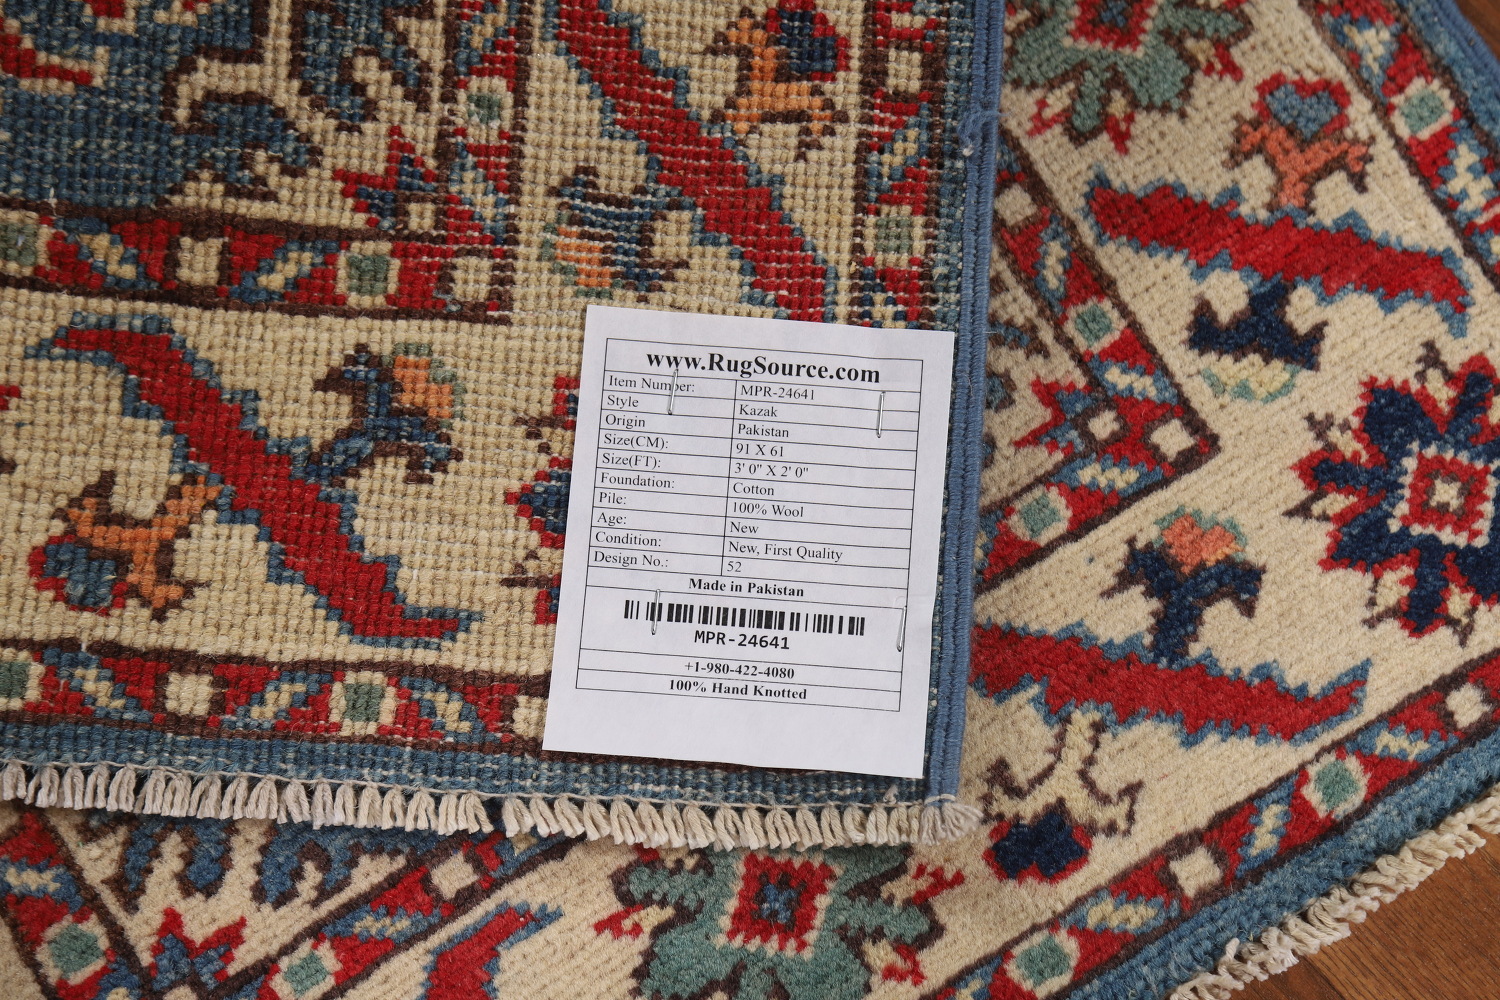 www.RugSource.com
Item Number: MPR-24641
Style Kazak
Origin Pakistan
Size(CM): 91 X 61
Size(FT): 3' 0" X 2' 0"
Foundation: Cotton
Pile: 100% Wool
Age: New
Condition: New, First Quality
Design No.: 52
Made in Pakistan
MPR-24641
+1-980-422-4080
100% Hand Knotted